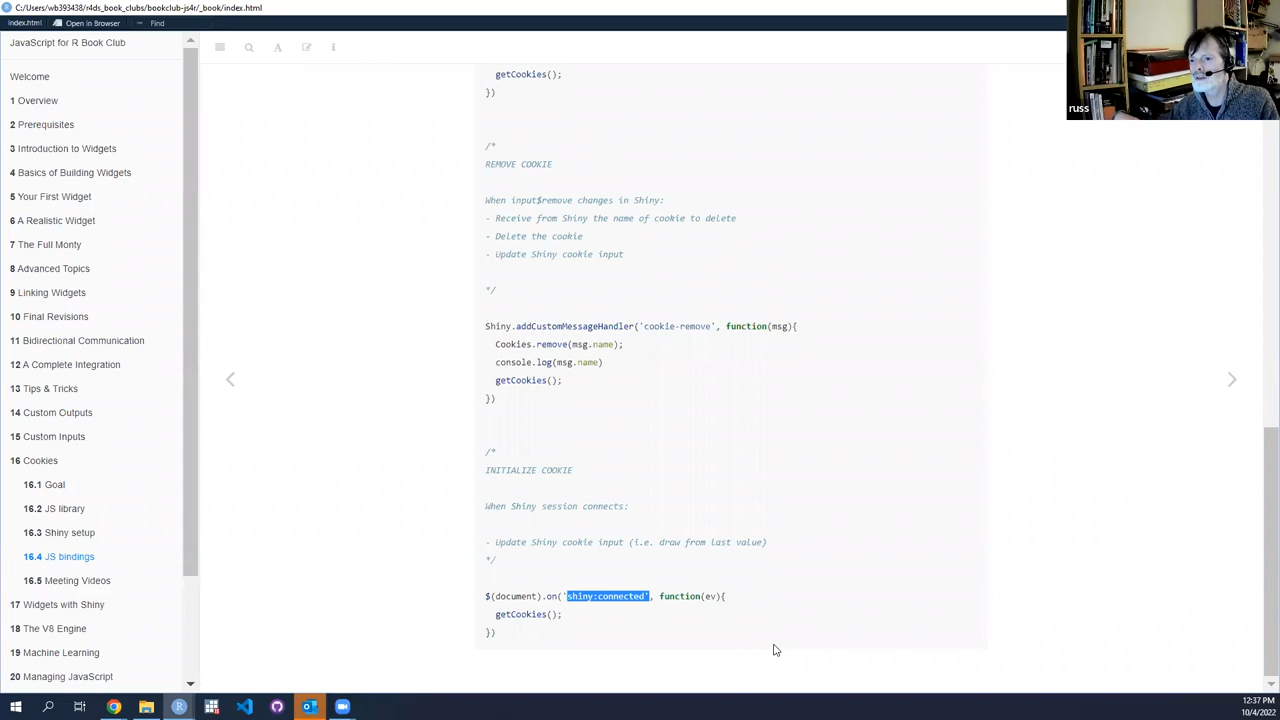 C:/Users/wb393438/r4ds_book_clubs/bookclub-js4r/_book/index.html
index.html Open in Browser Find
JavaScript for R Book Club
Welcome
1 Overview
2 Prerequisites
3 Introduction to Widgets
4 Basics of Building Widgets
5 Your First Widget
6 A Realistic Widget
7 The Full Monty
8 Advanced Topics
9 Linking Widgets
10 Final Revisions
11 Bidirectional Communication
12 A Complete Integration
13 Tips & Tricks
14 Custom Outputs
15 Custom Inputs
16 Cookies
16.1 Goal
16.2 JS library
16.3 Shiny setup
16.4 JS bindings
16.5 Meeting Videos
17 Widgets with Shiny
18 The V8 Engine
19 Machine Learning
20 Managing JavaScript
getCookies();
})
/*
REMOVE COOKIE
When input$remove changes in Shiny:
- Receive from Shiny the name of cookie to delete
- Delete the cookie
- Update Shiny cookie input
*/
Shiny.addCustomMessageHandler('cookie-remove', function(msg){
Cookies.remove(msg.name);
console.log(msg.name)
getCookies();
})
/*
INITIALIZE COOKIE
When Shiny session connects:
- Update Shiny cookie input (i.e. draw from last value)
*/
$(document).on('shiny:connected', function(ev){
getCookies();
})
russ
12:37 PM
10/4/2022